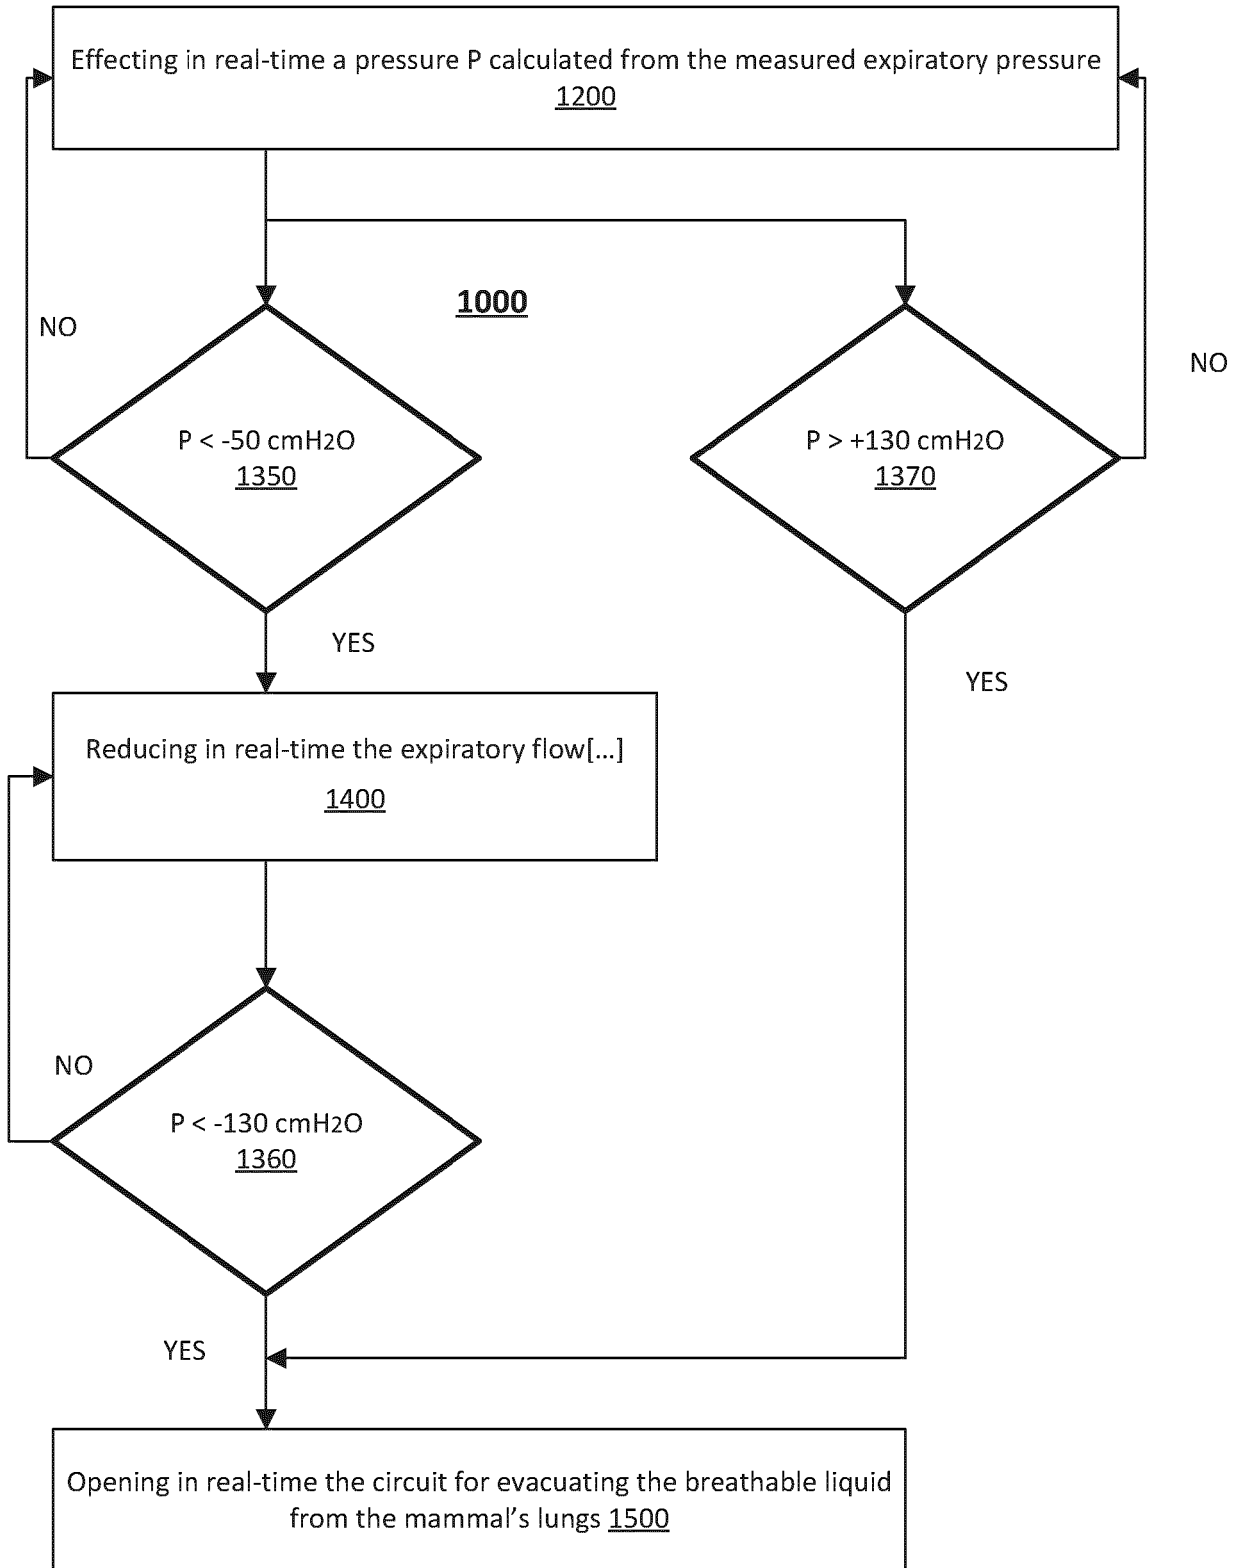 Effecting in real-time a pressure P calculated from the measured expiratory pressure
1200
1000
NO
NO
P < -50 cmH2O
1350
P > +130 cmH2O
1370
YES
YES
Reducing in real-time the expiratory flow[...]
1400
NO
P < -130 cmH2O
1360
YES
Opening in real-time the circuit for evacuating the breathable liquid
from the mammal's lungs 1500